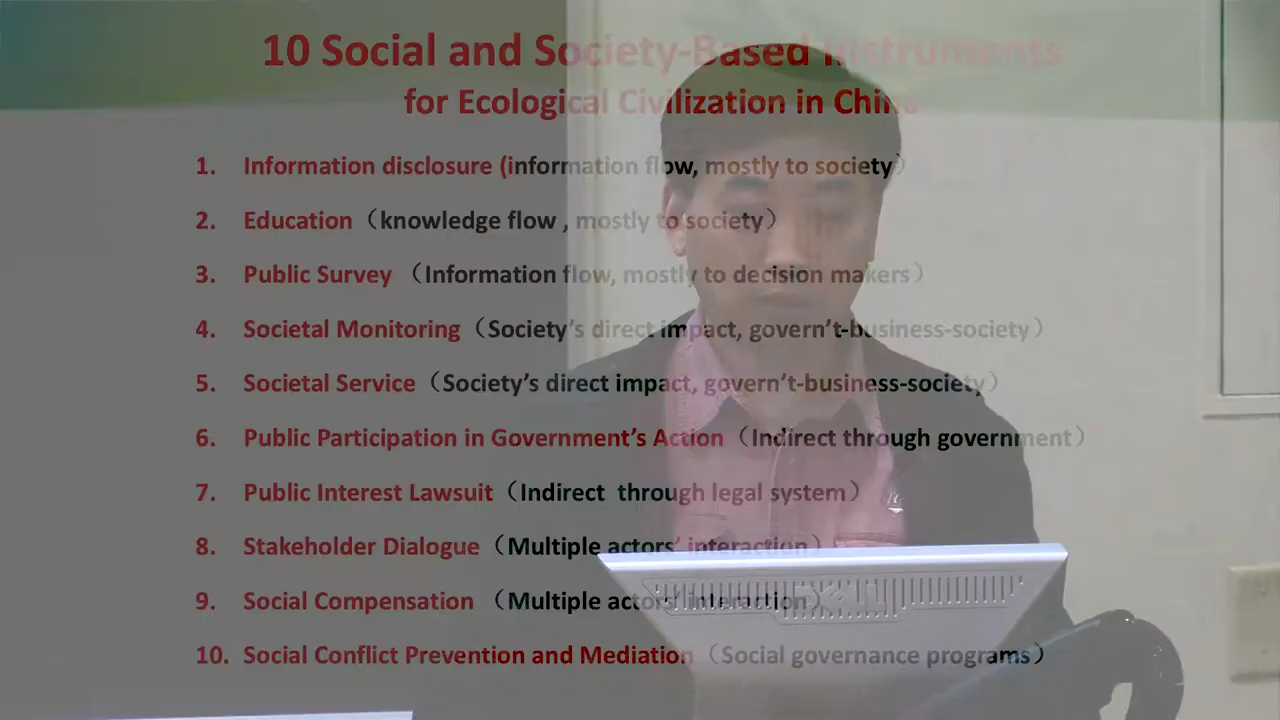 10 Social and Society-Based Instruments
for Ecological Civilization in China
1. Information disclosure (information flow, mostly to society）
2. Education（knowledge flow , mostly to society）
3. Public Survey （Information flow, mostly to decision makers）
4. Societal Monitoring（Society’s direct impact, govern’t-business-society）
5. Societal Service（Society’s direct impact, govern’t-business-society）
6. Public Participation in Government’s Action（Indirect through government）
7. Public Interest Lawsuit（Indirect through legal system）
8. Stakeholder Dialogue（Multiple actors’ interaction）
9. Social Compensation （Multiple actors’ interaction）
10. Social Conflict Prevention and Mediation（Social governance programs）
DELL